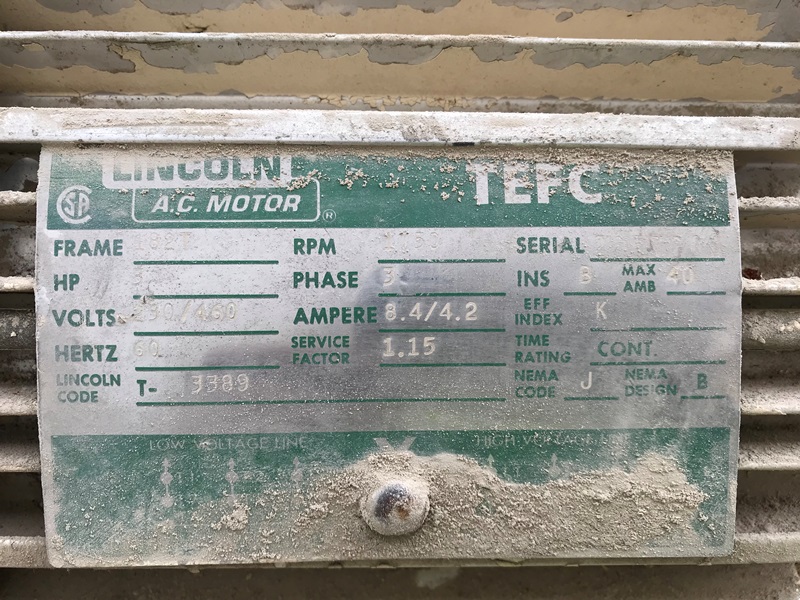 LINCOLN
TEFC
A.C. MOTOR ®
FRAME RPM SERIAL
HP PHASE 3 INS B MAX AMB 40
VOLTS 230/460 AMPERE 8.4/4.2 EFF INDEX K
HERTZ 60 SERVICE FACTOR 1.15 TIME RATING CONT.
LINCOLN CODE T- 3389 NEMA CODE J NEMA DESIGN B
LOW VOLTAGE LINE HIGH VOLTAGE